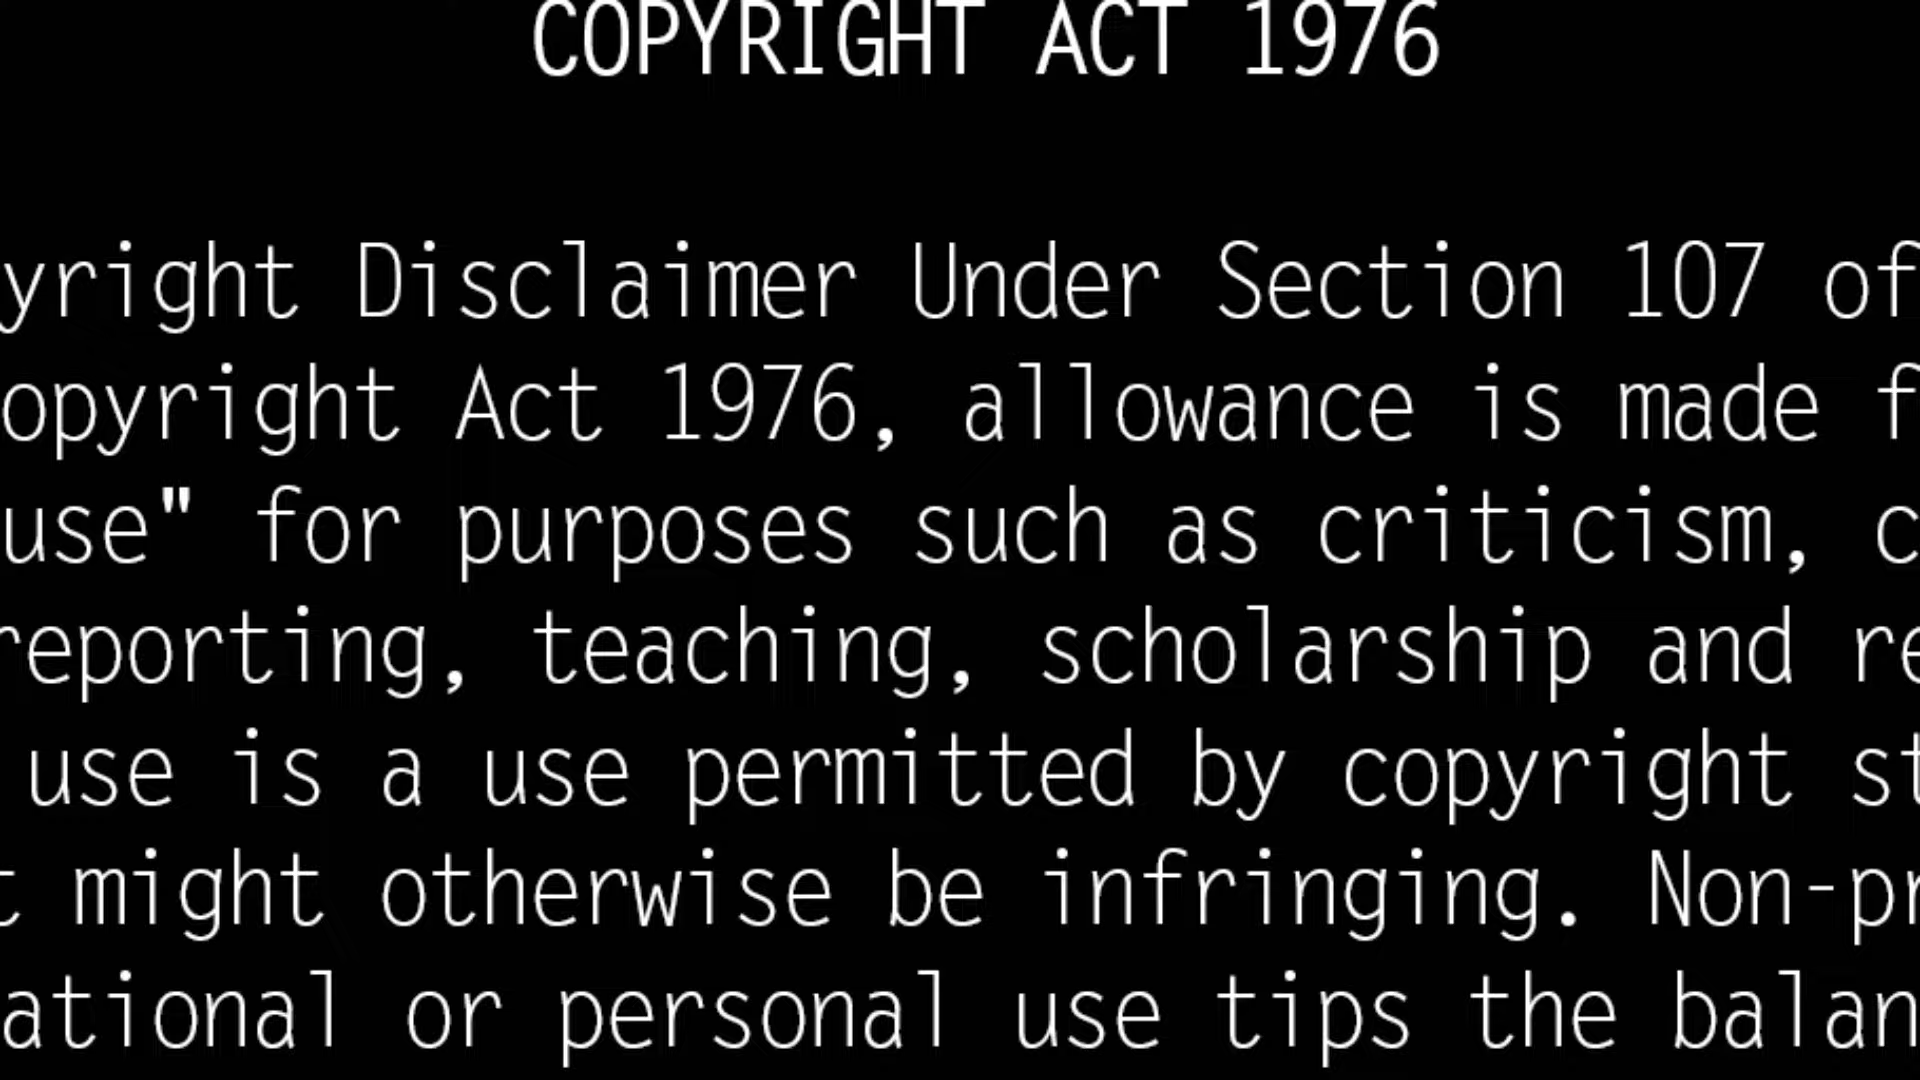 COPYRIGHT ACT 1976
yright Disclaimer Under Section 107 of
opyright Act 1976, allowance is made f
use" for purposes such as criticism, c
reporting, teaching, scholarship and re
use is a use permitted by copyright st
t might otherwise be infringing. Non-pr
ational or personal use tips the balan